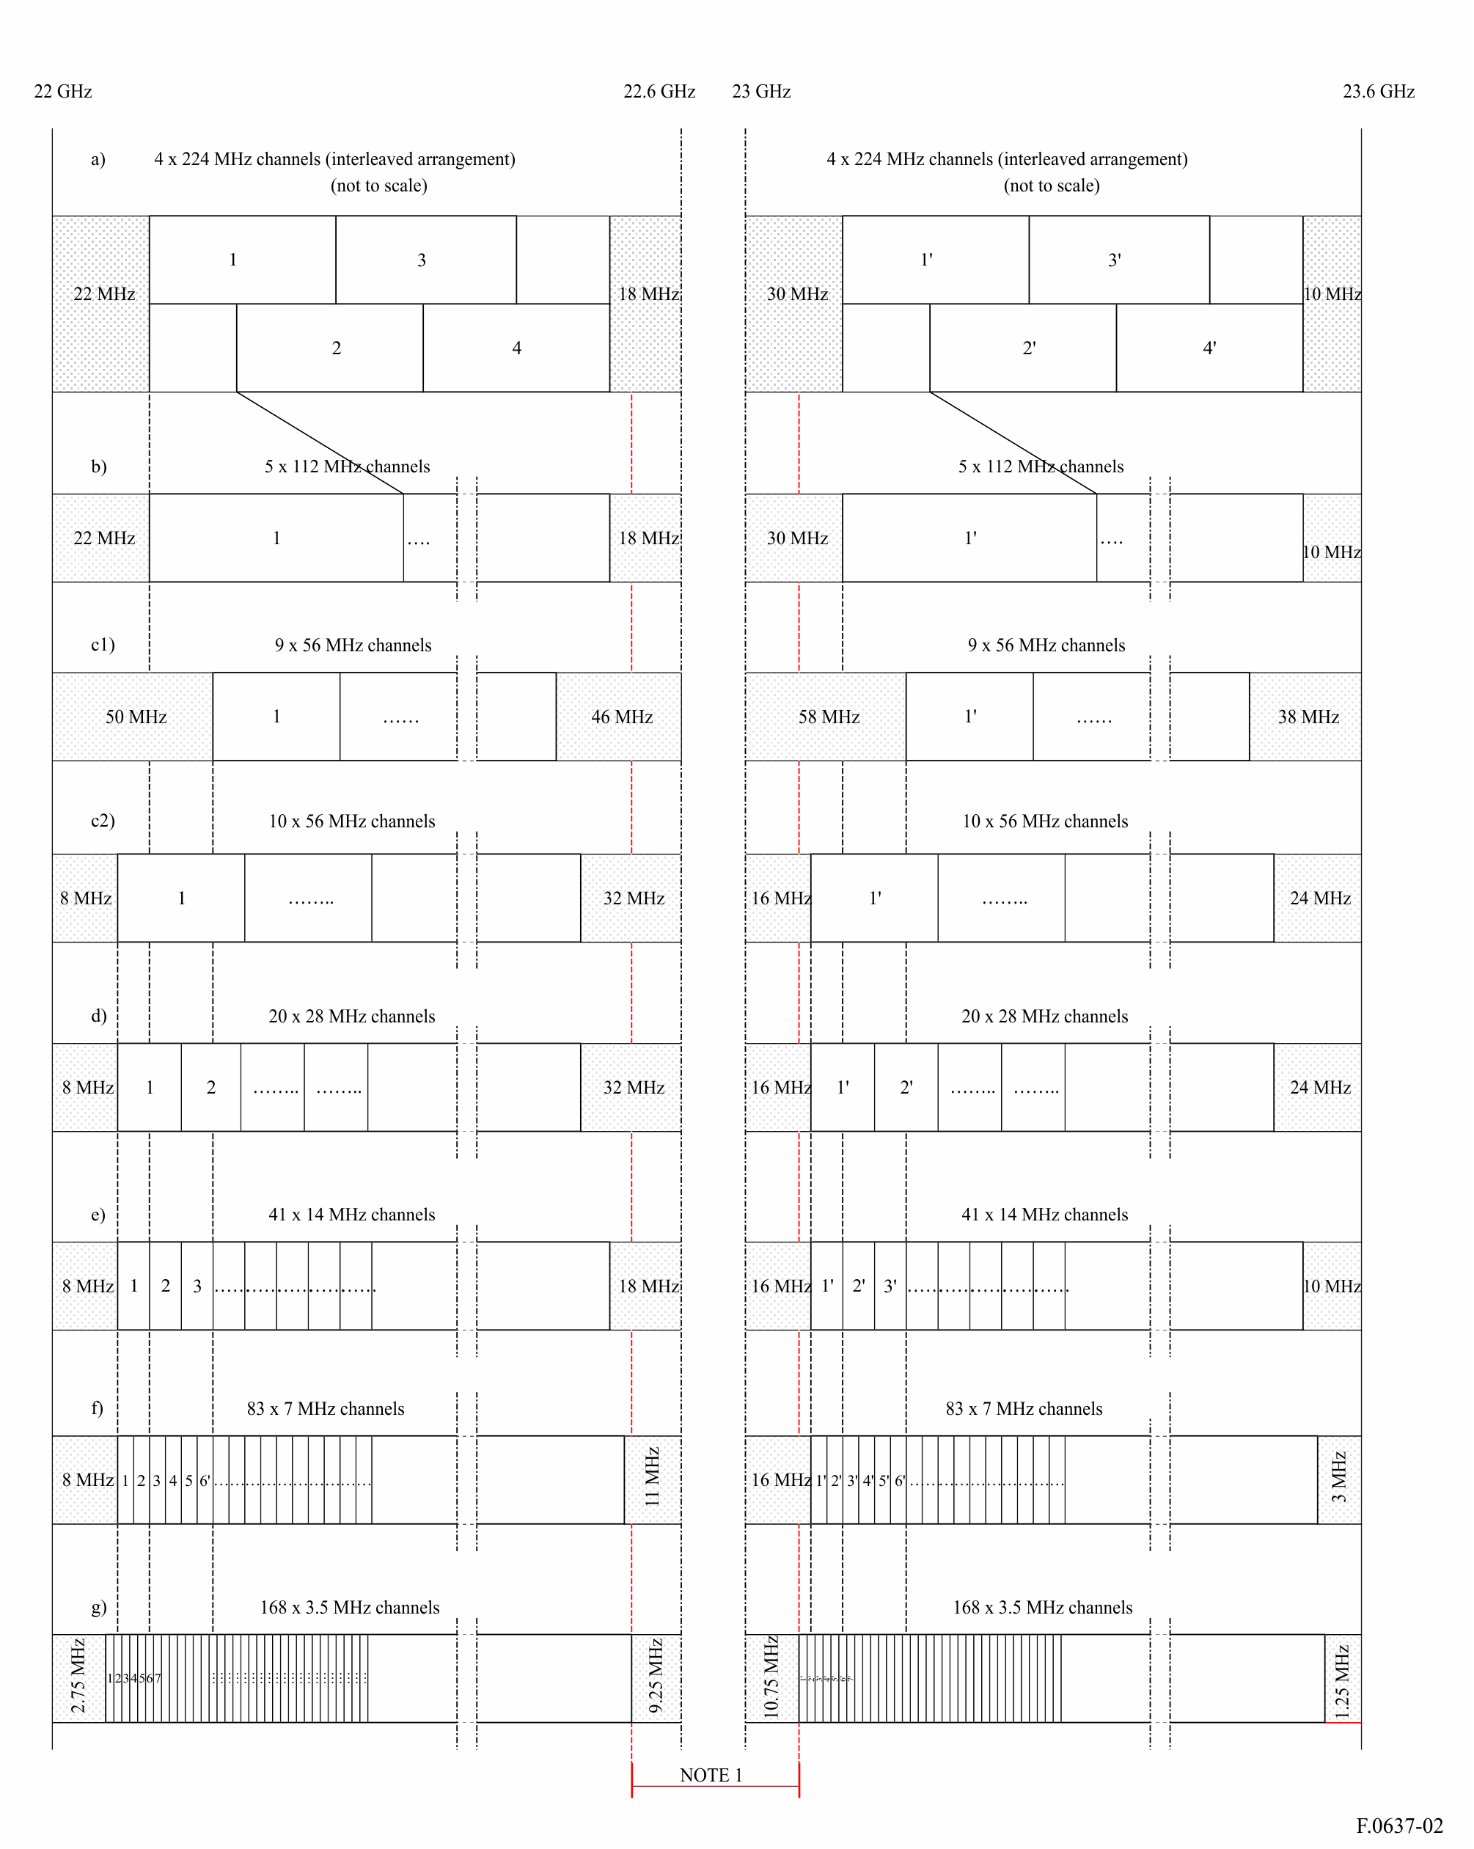 22 GHz 22.6 GHz 23 GHz 23.6 GHz
a) 4 x 224 MHz channels (interleaved arrangement) 4 x 224 MHz channels (interleaved arrangement)
(not to scale) (not to scale)
1 3 1' 3'
22 MHz 18 MHz 30 MHz 10 MHz
2 4 2' 4'
b) 5 x 112 MHz channels 5 x 112 MHz channels
22 MHz 1 .... 18 MHz 30 MHz 1' .... 10 MHz
c1) 9 x 56 MHz channels 9 x 56 MHz channels
50 MHz 1 ...... 46 MHz 58 MHz 1' ...... 38 MHz
c2) 10 x 56 MHz channels 10 x 56 MHz channels
8 MHz 1 ........ 32 MHz 16 MHz 1' ........ 24 MHz
d) 20 x 28 MHz channels 20 x 28 MHz channels
8 MHz 1 2 ........ ........ 32 MHz 16 MHz 1' 2' ........ ........ 24 MHz
e) 41 x 14 MHz channels 41 x 14 MHz channels
8 MHz 1 2 3 ............................ 18 MHz 16 MHz 1' 2' 3' ............................ 10 MHz
f) 83 x 7 MHz channels 83 x 7 MHz channels
8 MHz 1 2 3 4 5 6' ........................................ 11 MHz 16 MHz 1' 2' 3' 4' 5' 6' ........................................ 3 MHz
g) 168 x 3.5 MHz channels 168 x 3.5 MHz channels
2.75 MHz 1 2 3 4 5 6 7 9.25 MHz 10.75 MHz 1.25 MHz
NOTE 1
F.0637-02